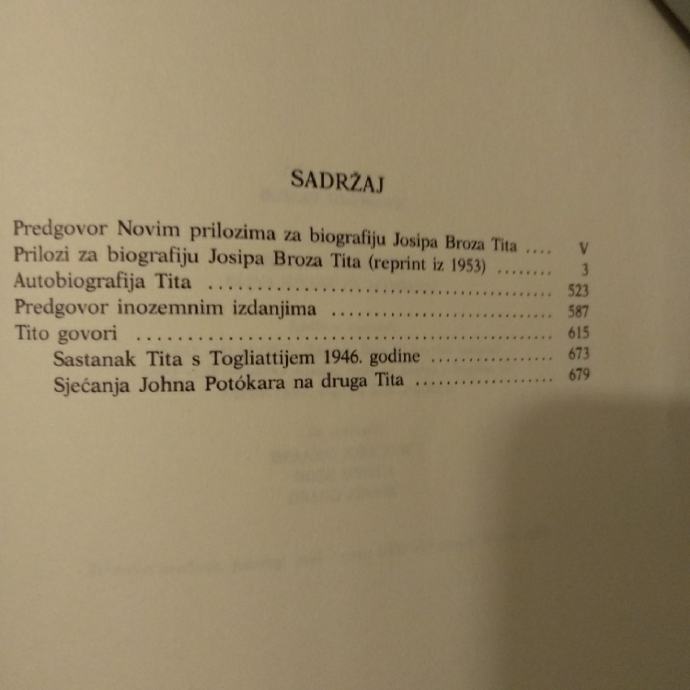 SADRŽAJ
Predgovor Novim prilozima za biografiju Josipa Broza Tita .... V
Prilozi za biografiju Josipa Broza Tita (reprint iz 1953) ........ 3
Autobiografija Tita ............................................. 523
Predgovor inozemnim izdanjima ............................. 587
Tito govori ...................................................... 615
Sastanak Tita s Togliattijem 1946. godine ................ 673
Sjećanja Johna Potókara na druga Tita .................. 679